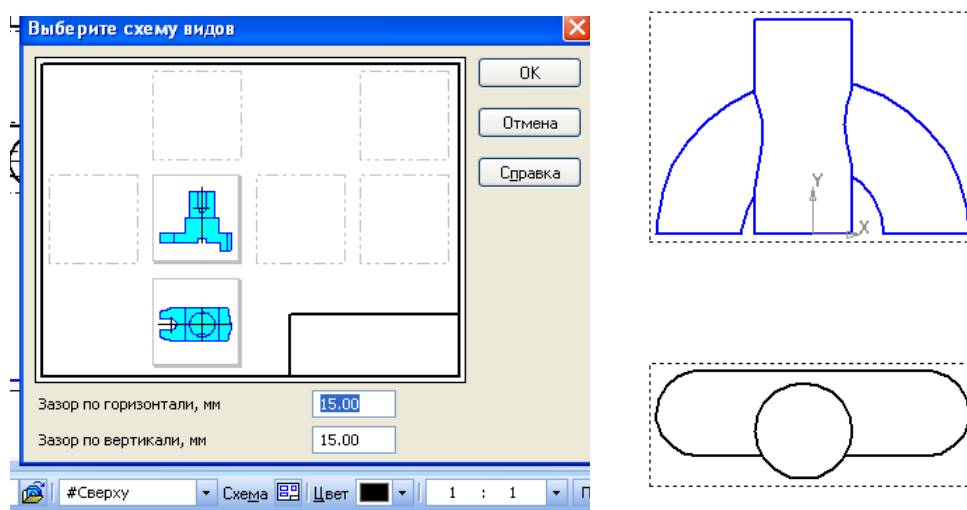 Выберите схему видов
ОК
Отмена
Справка
Зазор по горизонтали, мм 15.00
Зазор по вертикали, мм 15.00
#Сверху Схема Цвет 1 : 1
Y
X